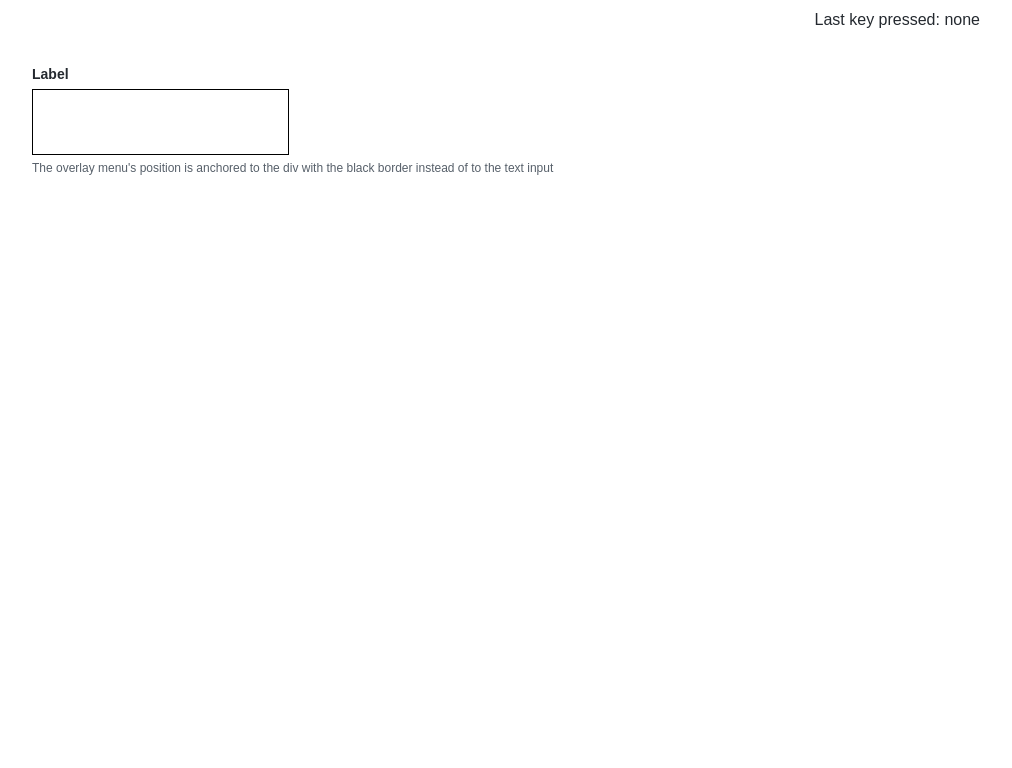 Last key pressed: none
Label
The overlay menu's position is anchored to the div with the black border instead of to the text input